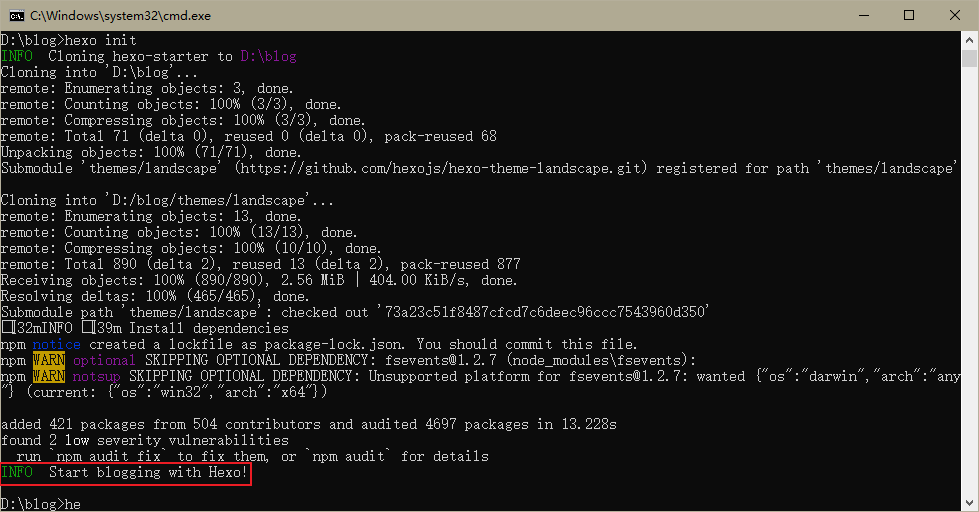 C:\Windows\system32\cmd.exe
D:\blog>hexo init
INFO  Cloning hexo-starter to D:\blog
Cloning into 'D:\blog'...
remote: Enumerating objects: 3, done.
remote: Counting objects: 100% (3/3), done.
remote: Compressing objects: 100% (3/3), done.
remote: Total 71 (delta 0), reused 0 (delta 0), pack-reused 68
Unpacking objects: 100% (71/71), done.
Submodule 'themes/landscape' (https://github.com/hexojs/hexo-theme-landscape.git) registered for path 'themes/landscape'
Cloning into 'D:/blog/themes/landscape'...
remote: Enumerating objects: 13, done.
remote: Counting objects: 100% (13/13), done.
remote: Compressing objects: 100% (10/10), done.
remote: Total 890 (delta 2), reused 13 (delta 2), pack-reused 877
Receiving objects: 100% (890/890), 2.56 MiB | 404.00 KiB/s, done.
Resolving deltas: 100% (465/465), done.
Submodule path 'themes/landscape': checked out '73a23c51f8487cfcd7c6deec96ccc7543960d350'
□[32mINFO □[39m Install dependencies
npm notice created a lockfile as package-lock.json. You should commit this file.
npm WARN optional SKIPPING OPTIONAL DEPENDENCY: fsevents@1.2.7 (node_modules\fsevents):
npm WARN notsup SKIPPING OPTIONAL DEPENDENCY: Unsupported platform for fsevents@1.2.7: wanted {"os":"darwin","arch":"any
"} (current: {"os":"win32","arch":"x64"})
added 421 packages from 504 contributors and audited 4697 packages in 13.228s
found 2 low severity vulnerabilities
  run `npm audit fix` to fix them, or `npm audit` for details
INFO  Start blogging with Hexo!
D:\blog>he